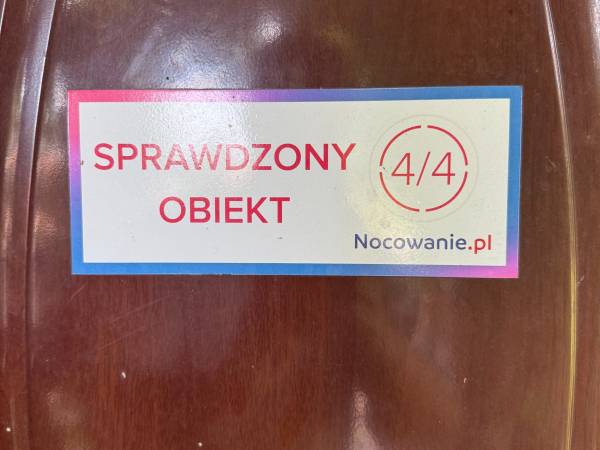 SPRAWDZONY
OBIEKT
4/4
Nocowanie.pl